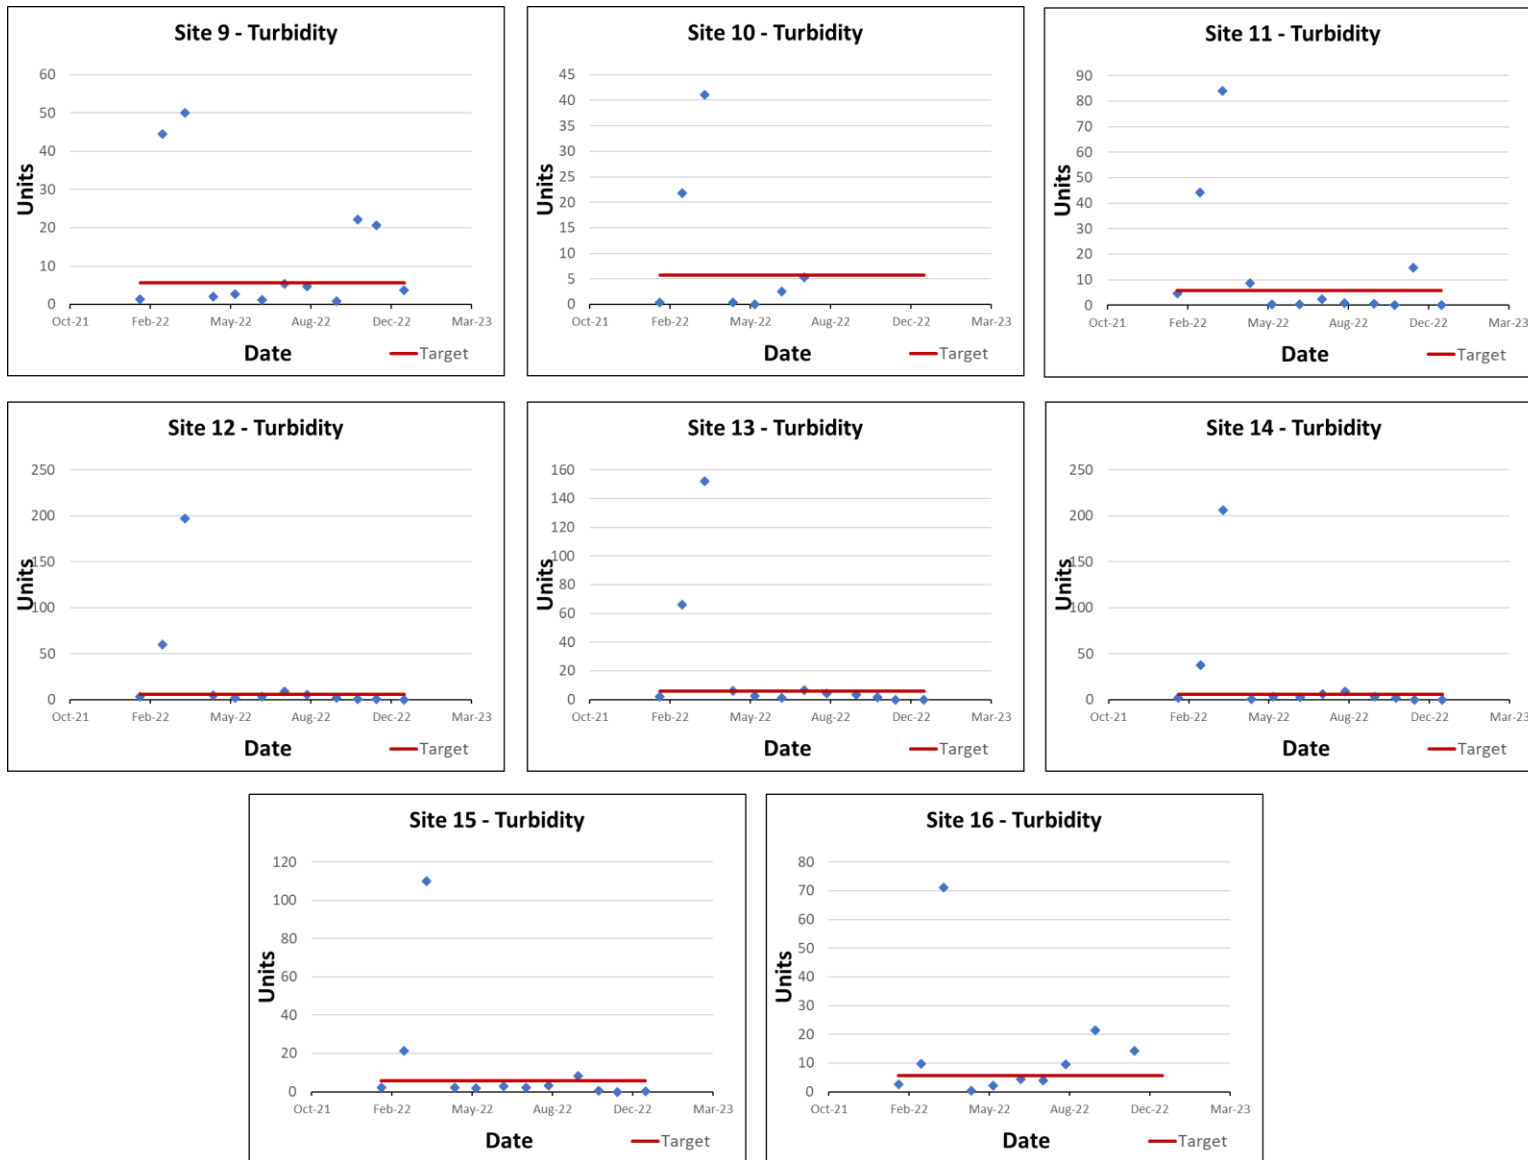 Site 9 - Turbidity
60
50
40
30
20
10
0
Units
Oct-21 Feb-22 May-22 Aug-22 Dec-22 Mar-23
Date
Target
Site 10 - Turbidity
45
40
35
30
25
20
15
10
5
0
Units
Oct-21 Feb-22 May-22 Aug-22 Dec-22 Mar-23
Date
Target
Site 11 - Turbidity
90
80
70
60
50
40
30
20
10
0
Units
Oct-21 Feb-22 May-22 Aug-22 Dec-22 Mar-23
Date
Target
Site 12 - Turbidity
250
200
150
100
50
0
Units
Oct-21 Feb-22 May-22 Aug-22 Dec-22 Mar-23
Date
Target
Site 13 - Turbidity
160
140
120
100
80
60
40
20
0
Units
Oct-21 Feb-22 May-22 Aug-22 Dec-22 Mar-23
Date
Target
Site 14 - Turbidity
250
200
150
100
50
0
Units
Oct-21 Feb-22 May-22 Aug-22 Dec-22 Mar-23
Date
Target
Site 15 - Turbidity
120
100
80
60
40
20
0
Units
Oct-21 Feb-22 May-22 Aug-22 Dec-22 Mar-23
Date
Target
Site 16 - Turbidity
80
70
60
50
40
30
20
10
0
Units
Oct-21 Feb-22 May-22 Aug-22 Dec-22 Mar-23
Date
Target